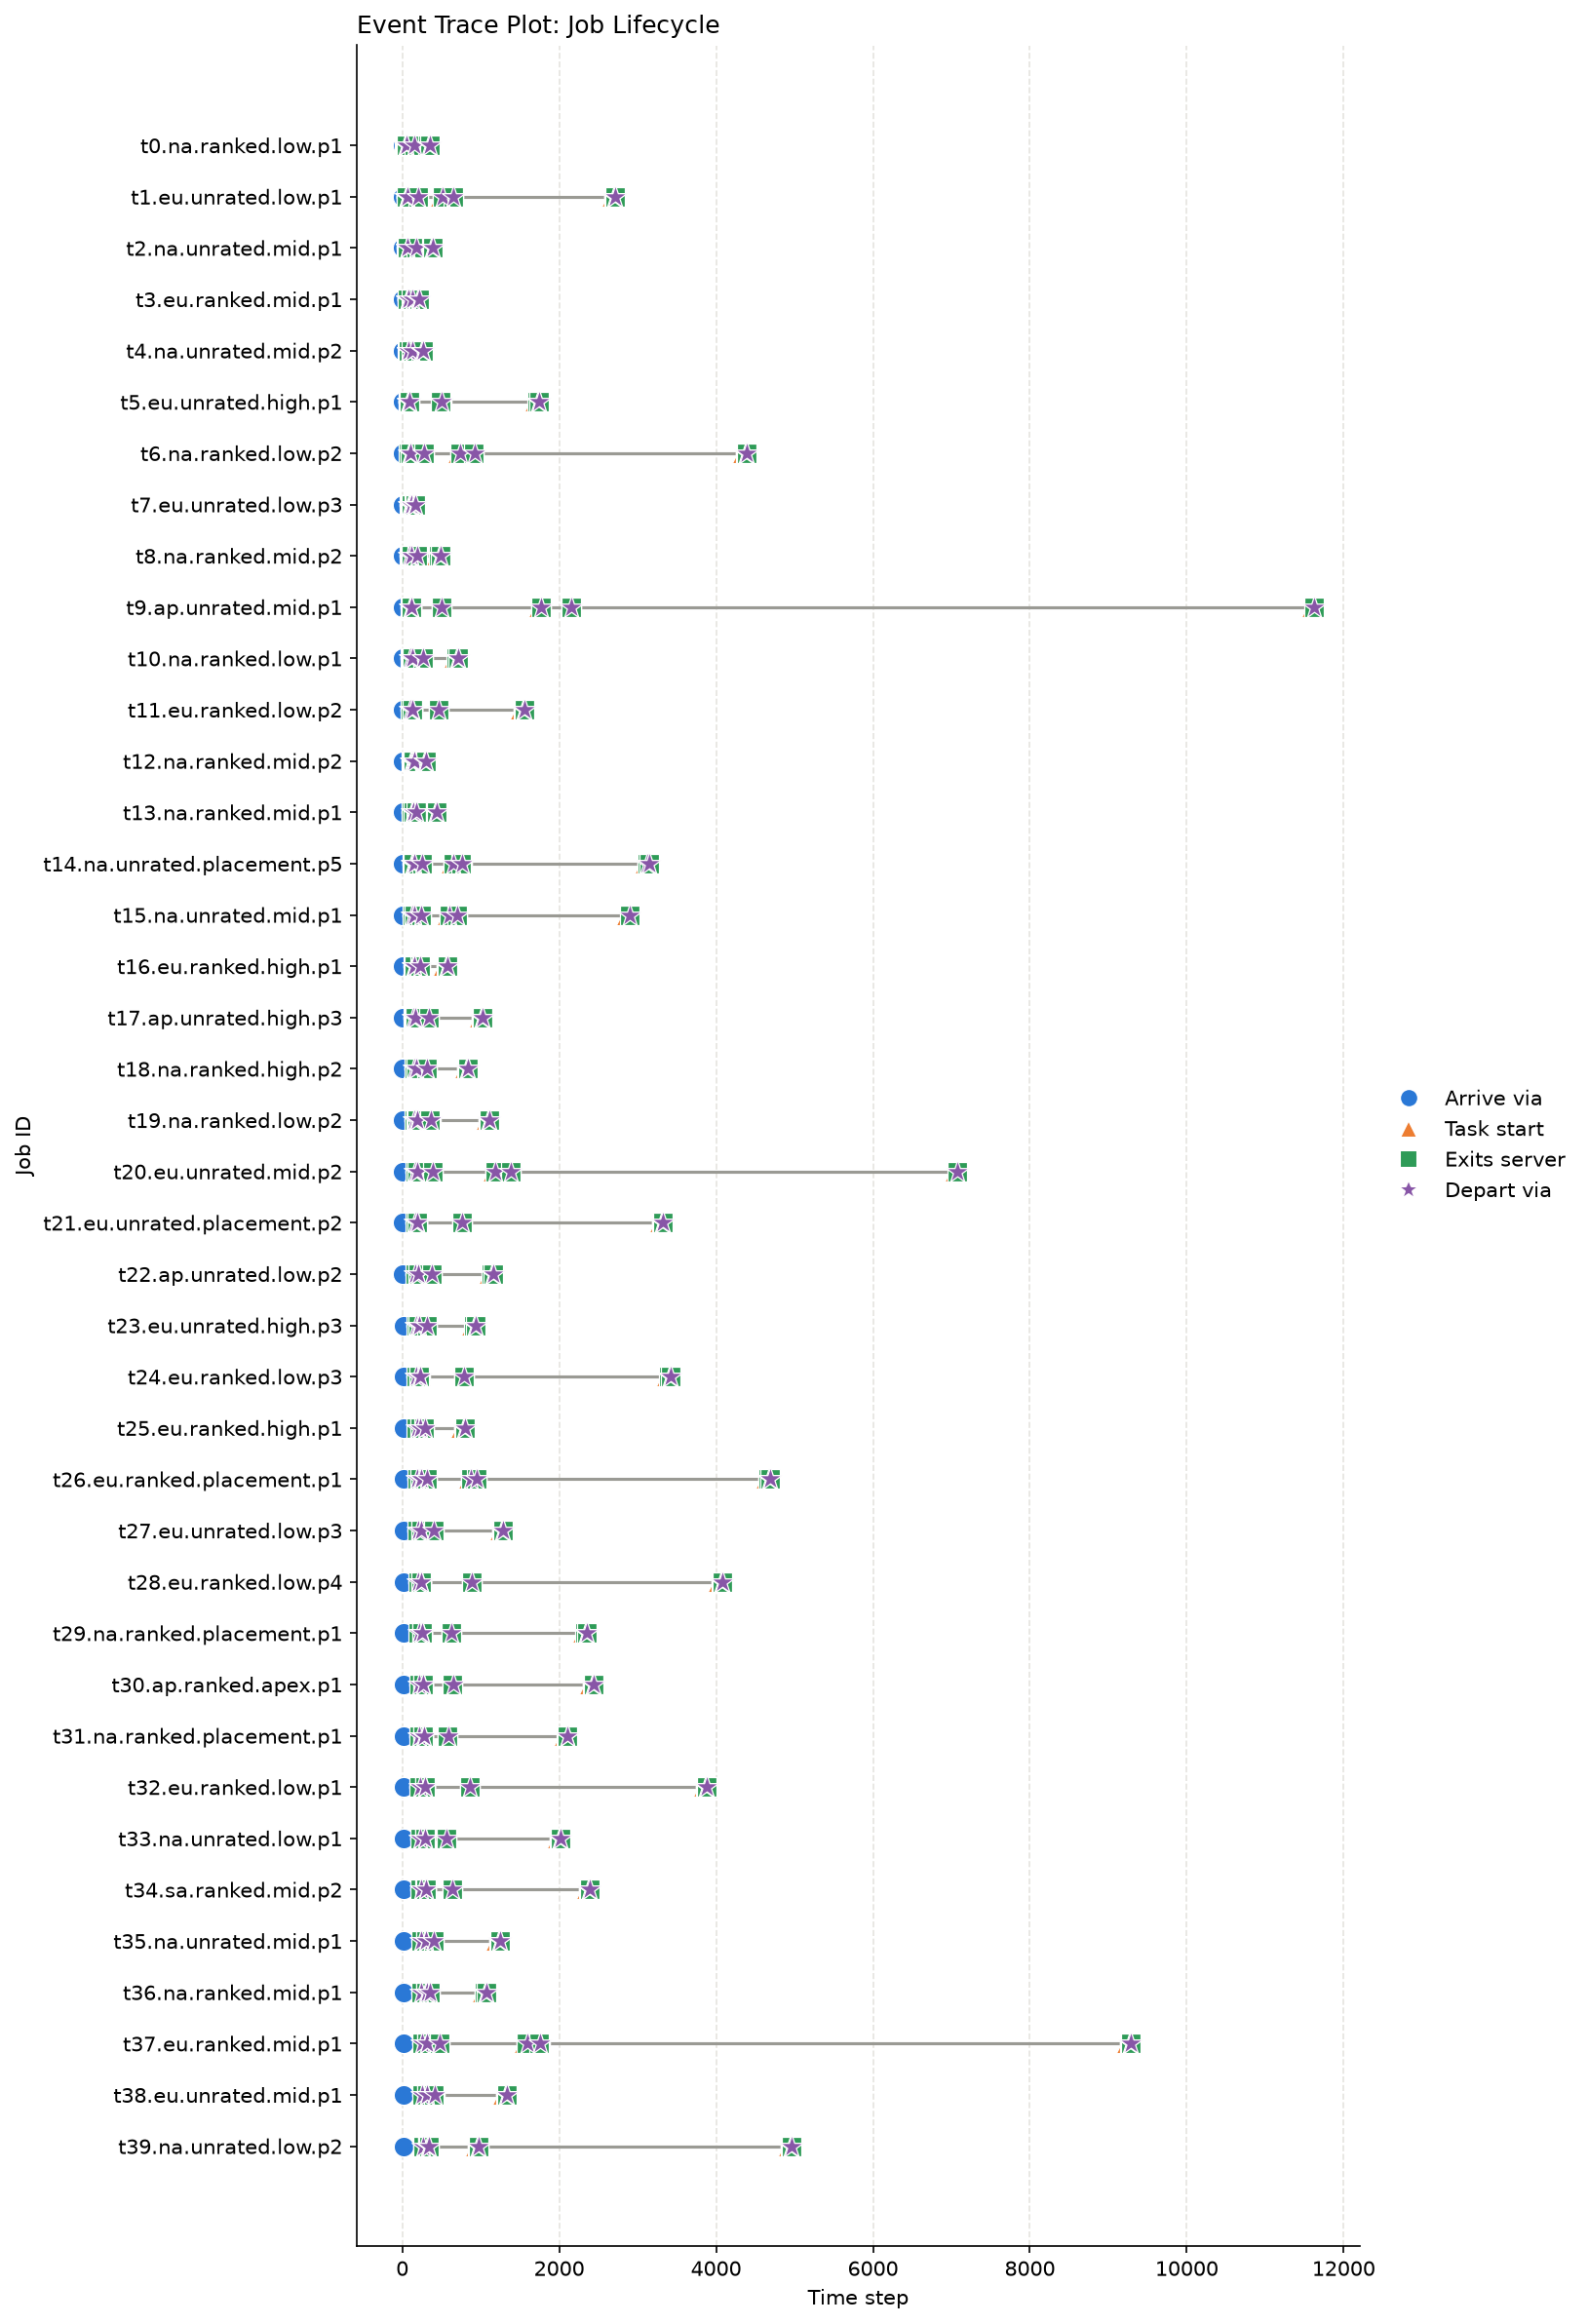 Event Trace Plot: Job Lifecycle
t0.na.ranked.low.p1
t1.eu.unrated.low.p1
t2.na.unrated.mid.p1
t3.eu.ranked.mid.p1
t4.na.unrated.mid.p2
t5.eu.unrated.high.p1
t6.na.ranked.low.p2
t7.eu.unrated.low.p3
t8.na.ranked.mid.p2
t9.ap.unrated.mid.p1
t10.na.ranked.low.p1
t11.eu.ranked.low.p2
t12.na.ranked.mid.p2
t13.na.ranked.mid.p1
t14.na.unrated.placement.p5
t15.na.unrated.mid.p1
t16.eu.ranked.high.p1
t17.ap.unrated.high.p3
t18.na.ranked.high.p2
t19.na.ranked.low.p2
t20.eu.unrated.mid.p2
t21.eu.unrated.placement.p2
t22.ap.unrated.low.p2
t23.eu.unrated.high.p3
t24.eu.ranked.low.p3
t25.eu.ranked.high.p1
t26.eu.ranked.placement.p1
t27.eu.unrated.low.p3
t28.eu.ranked.low.p4
t29.na.ranked.placement.p1
t30.ap.ranked.apex.p1
t31.na.ranked.placement.p1
t32.eu.ranked.low.p1
t33.na.unrated.low.p1
t34.sa.ranked.mid.p2
t35.na.unrated.mid.p1
t36.na.ranked.mid.p1
t37.eu.ranked.mid.p1
t38.eu.unrated.mid.p1
t39.na.unrated.low.p2
Job ID
0 2000 4000 6000 8000 10000 12000
Time step
Arrive via
Task start
Exits server
Depart via